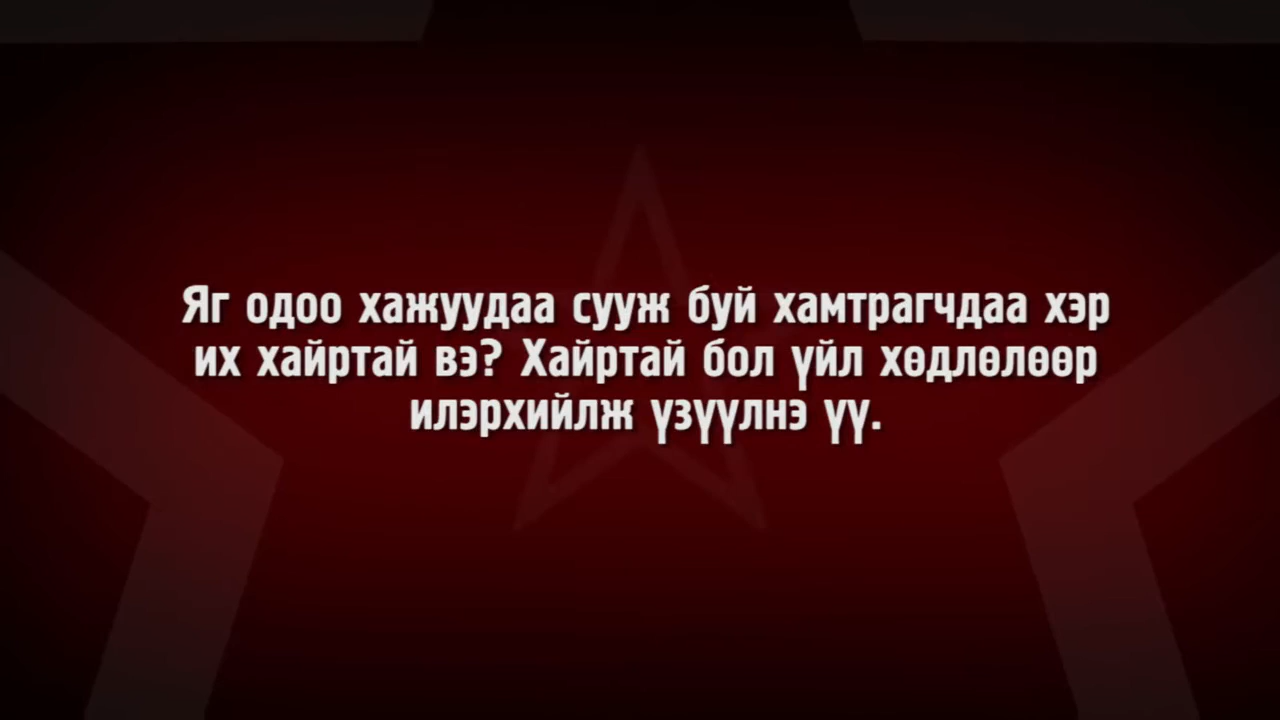 Яг одоо хажуудаа сууж буй хамтрагчдаа хэр
их хайртай вэ? Хайртай бол үйл хөдлөлөөр
илэрхийлж үзүүлнэ үү.